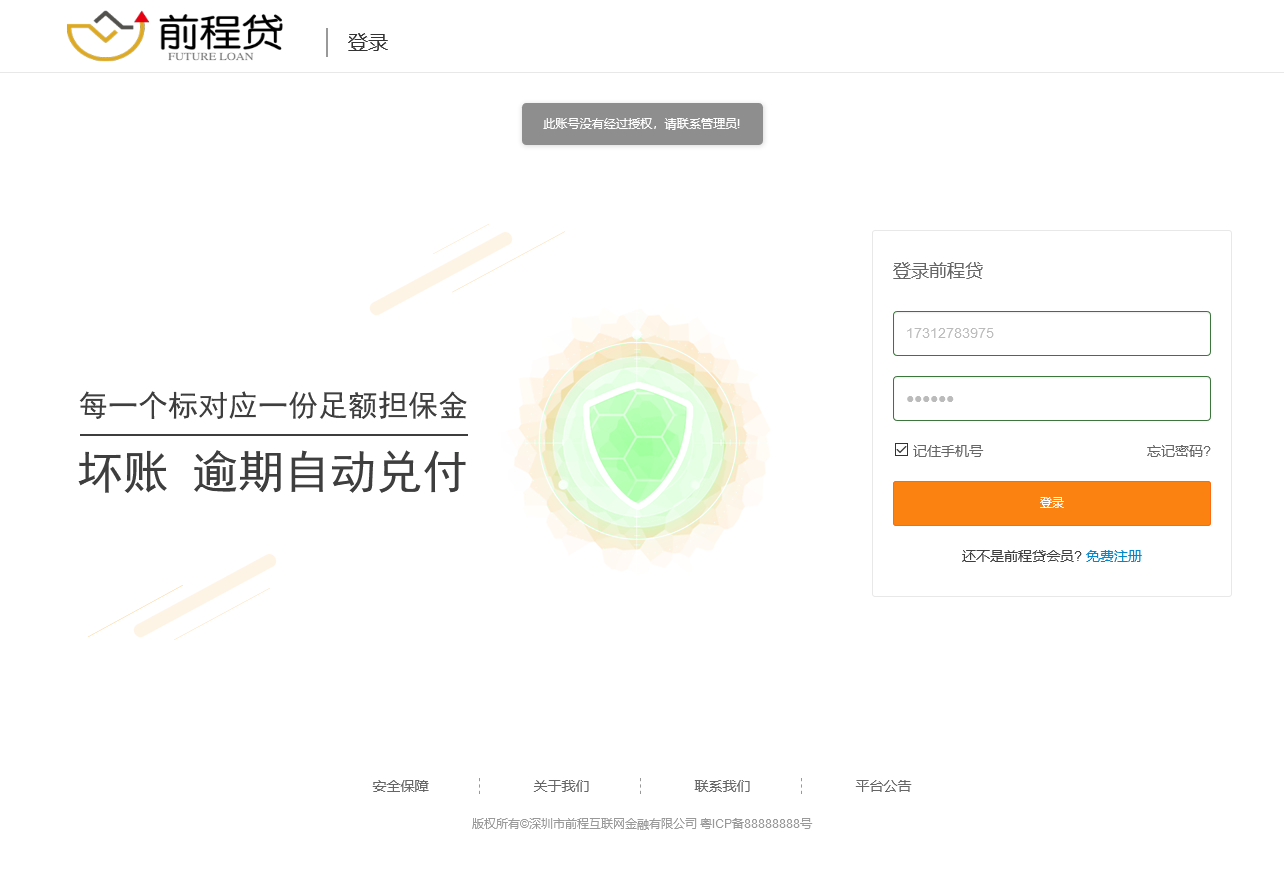 前程贷
FUTURE LOAN
登录
此账号没有经过授权，请联系管理员!
登录前程贷
17312783975
每一个标对应一份足额担保金
坏账 逾期自动兑付
记住手机号
忘记密码?
登录
还不是前程贷会员? 免费注册
安全保障
关于我们
联系我们
平台公告
版权所有©深圳市前程互联网金融有限公司 粤ICP备88888888号